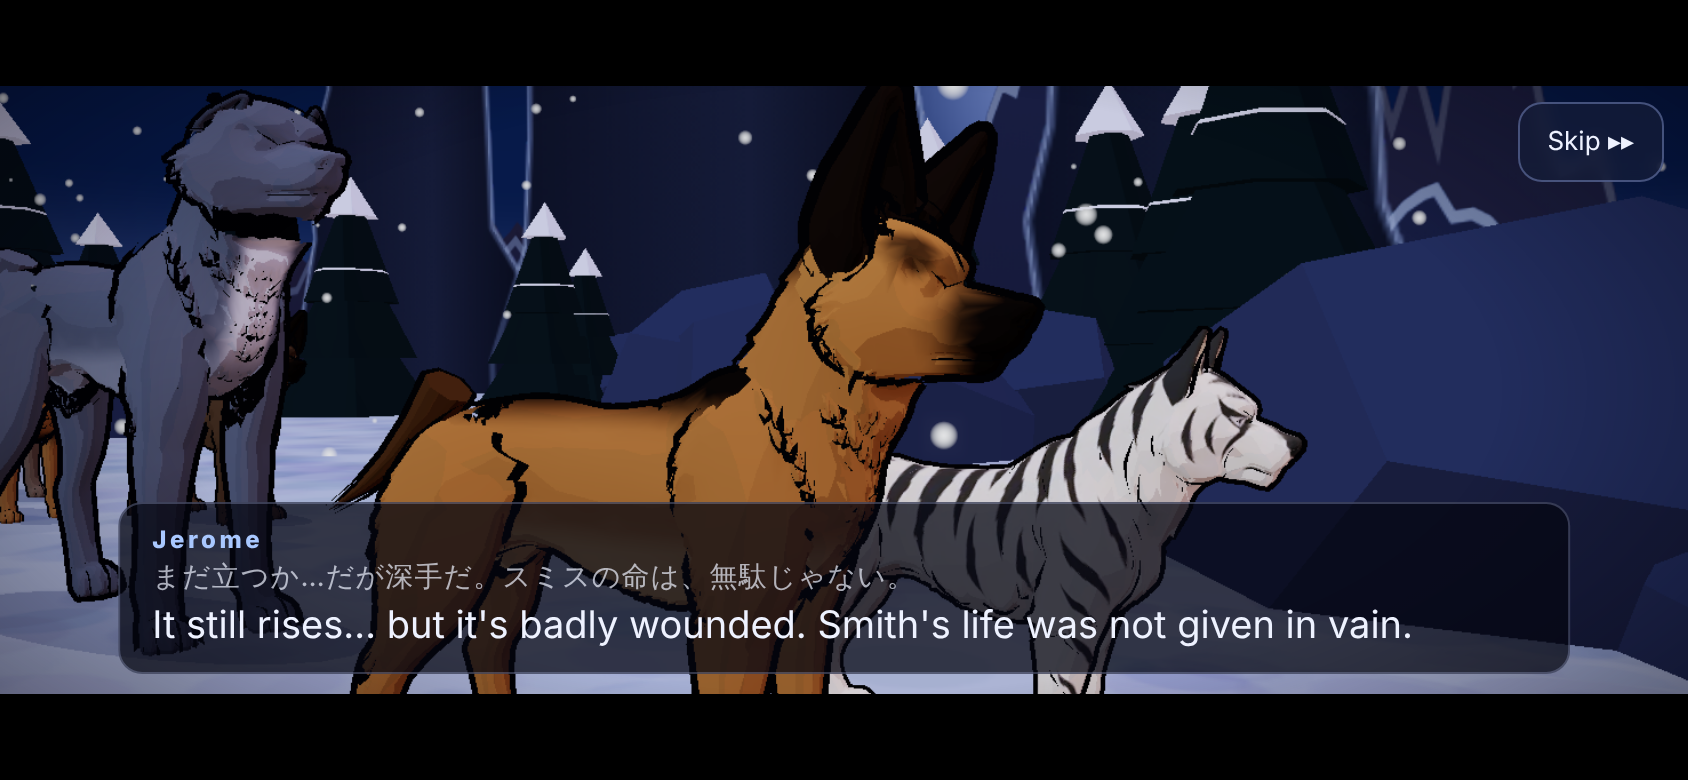 Skip ▸▸
Jerome
まだ立つか…だが深手だ。スミスの命は、無駄じゃない。
It still rises... but it's badly wounded. Smith's life was not given in vain.